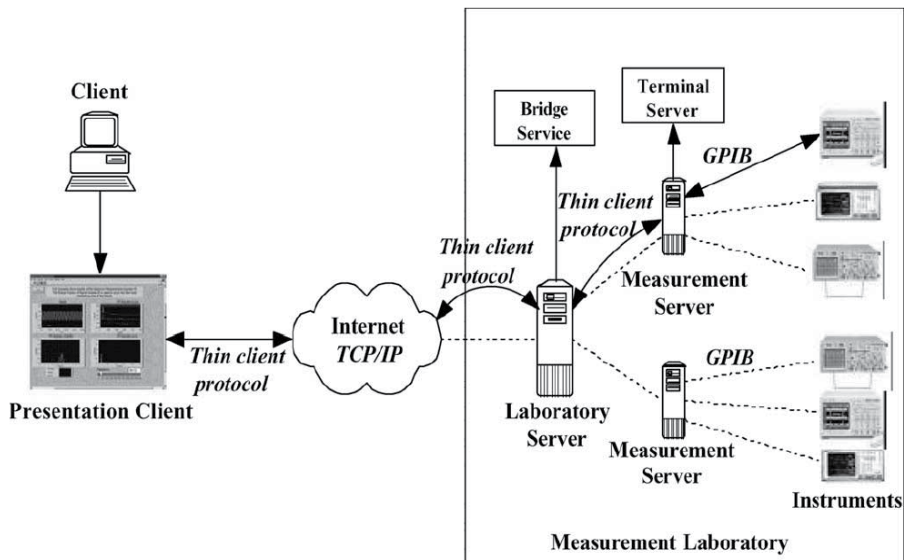 Client
Presentation Client
Thin client
protocol
Internet
TCP/IP
Thin client
protocol
Bridge
Service
Terminal
Server
Thin client
protocol
GPIB
Laboratory
Server
Measurement
Server
GPIB
Measurement
Server
Instruments
Measurement Laboratory